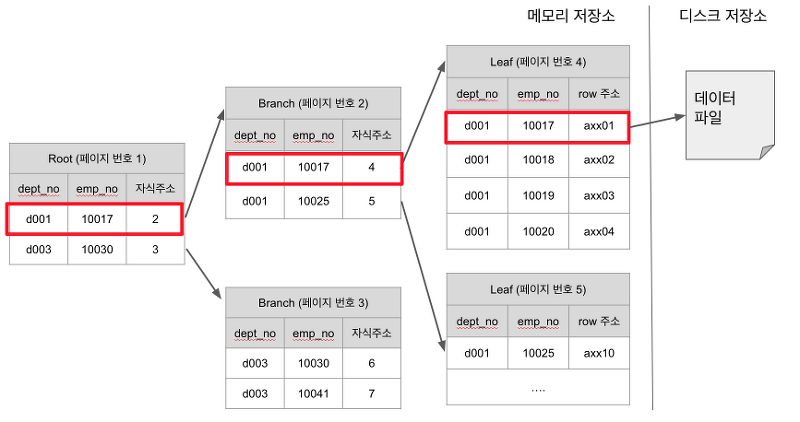 메모리 저장소
디스크 저장소
Root (페이지 번호 1)
dept_no emp_no 자식주소
d001 10017 2
d003 10030 3
Branch (페이지 번호 2)
dept_no emp_no 자식주소
d001 10017 4
d001 10025 5
Branch (페이지 번호 3)
dept_no emp_no 자식주소
d003 10030 6
d003 10041 7
Leaf (페이지 번호 4)
dept_no emp_no row 주소
d001 10017 axx01
d001 10018 axx02
d001 10019 axx03
d001 10020 axx04
Leaf (페이지 번호 5)
dept_no emp_no row 주소
d001 10025 axx10
....
데이터
파일